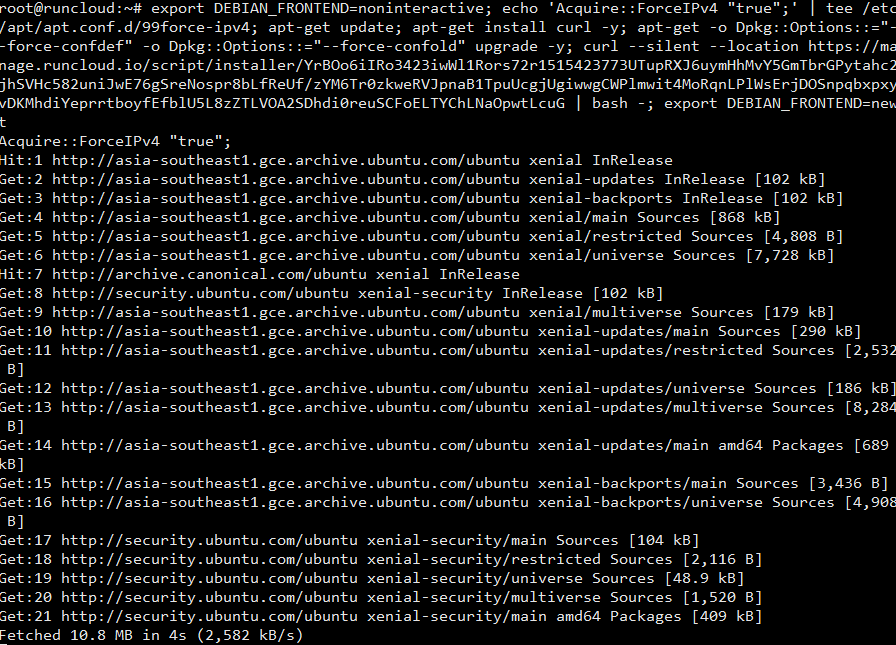 root@runcloud:~# export DEBIAN_FRONTEND=noninteractive; echo 'Acquire::ForceIPv4 "true";' | tee /etc
/apt/apt.conf.d/99force-ipv4; apt-get update; apt-get install curl -y; apt-get -o Dpkg::Options::="-
-force-confdef" -o Dpkg::Options::="--force-confold" upgrade -y; curl --silent --location https://ma
nage.runcloud.io/script/installer/YrBOo6iIRo3423iwWl1Rors72r1515423773UTupRXJ6uymHhMvY5GmTbrGPytahc2
jhSVHc582uniJwE76gSreNospr8bLfReUf/zYM6Tr0zkweRVJpnaB1TpuUcgjUgiwwgCWPlmwit4MoRqnLPlWsErjDOSnpqbxpxy
vDKMhdiYeprrtboyfEfblU5L8zZTLVOA2SDhdi0reuSCFoELTYChLNaOpwtLcuG | bash -; export DEBIAN_FRONTEND=new
t
Acquire::ForceIPv4 "true";
Hit:1 http://asia-southeast1.gce.archive.ubuntu.com/ubuntu xenial InRelease
Get:2 http://asia-southeast1.gce.archive.ubuntu.com/ubuntu xenial-updates InRelease [102 kB]
Get:3 http://asia-southeast1.gce.archive.ubuntu.com/ubuntu xenial-backports InRelease [102 kB]
Get:4 http://asia-southeast1.gce.archive.ubuntu.com/ubuntu xenial/main Sources [868 kB]
Get:5 http://asia-southeast1.gce.archive.ubuntu.com/ubuntu xenial/restricted Sources [4,808 B]
Get:6 http://asia-southeast1.gce.archive.ubuntu.com/ubuntu xenial/universe Sources [7,728 kB]
Hit:7 http://archive.canonical.com/ubuntu xenial InRelease
Get:8 http://security.ubuntu.com/ubuntu xenial-security InRelease [102 kB]
Get:9 http://asia-southeast1.gce.archive.ubuntu.com/ubuntu xenial/multiverse Sources [179 kB]
Get:10 http://asia-southeast1.gce.archive.ubuntu.com/ubuntu xenial-updates/main Sources [290 kB]
Get:11 http://asia-southeast1.gce.archive.ubuntu.com/ubuntu xenial-updates/restricted Sources [2,532
 B]
Get:12 http://asia-southeast1.gce.archive.ubuntu.com/ubuntu xenial-updates/universe Sources [186 kB]
Get:13 http://asia-southeast1.gce.archive.ubuntu.com/ubuntu xenial-updates/multiverse Sources [8,284
 B]
Get:14 http://asia-southeast1.gce.archive.ubuntu.com/ubuntu xenial-updates/main amd64 Packages [689
kB]
Get:15 http://asia-southeast1.gce.archive.ubuntu.com/ubuntu xenial-backports/main Sources [3,436 B]
Get:16 http://asia-southeast1.gce.archive.ubuntu.com/ubuntu xenial-backports/universe Sources [4,908
 B]
Get:17 http://security.ubuntu.com/ubuntu xenial-security/main Sources [104 kB]
Get:18 http://security.ubuntu.com/ubuntu xenial-security/restricted Sources [2,116 B]
Get:19 http://security.ubuntu.com/ubuntu xenial-security/universe Sources [48.9 kB]
Get:20 http://security.ubuntu.com/ubuntu xenial-security/multiverse Sources [1,520 B]
Get:21 http://security.ubuntu.com/ubuntu xenial-security/main amd64 Packages [409 kB]
Fetched 10.8 MB in 4s (2,582 kB/s)